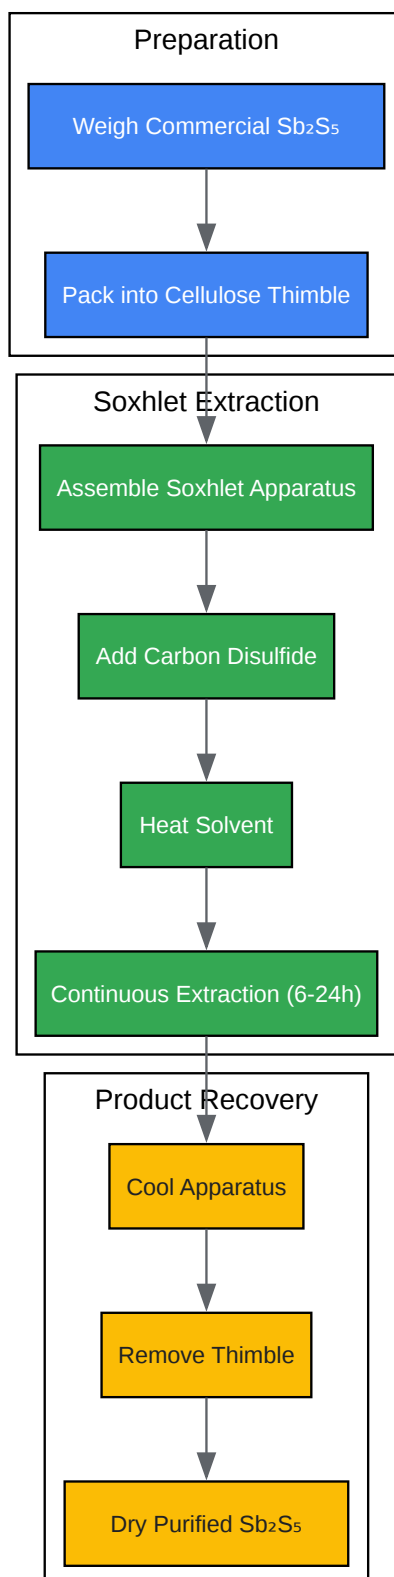 Preparation
Weigh Commercial Sb₂S₅
Pack into Cellulose Thimble
Soxhlet Extraction
Assemble Soxhlet Apparatus
Add Carbon Disulfide
Heat Solvent
Continuous Extraction (6-24h)
Product Recovery
Cool Apparatus
Remove Thimble
Dry Purified Sb₂S₅